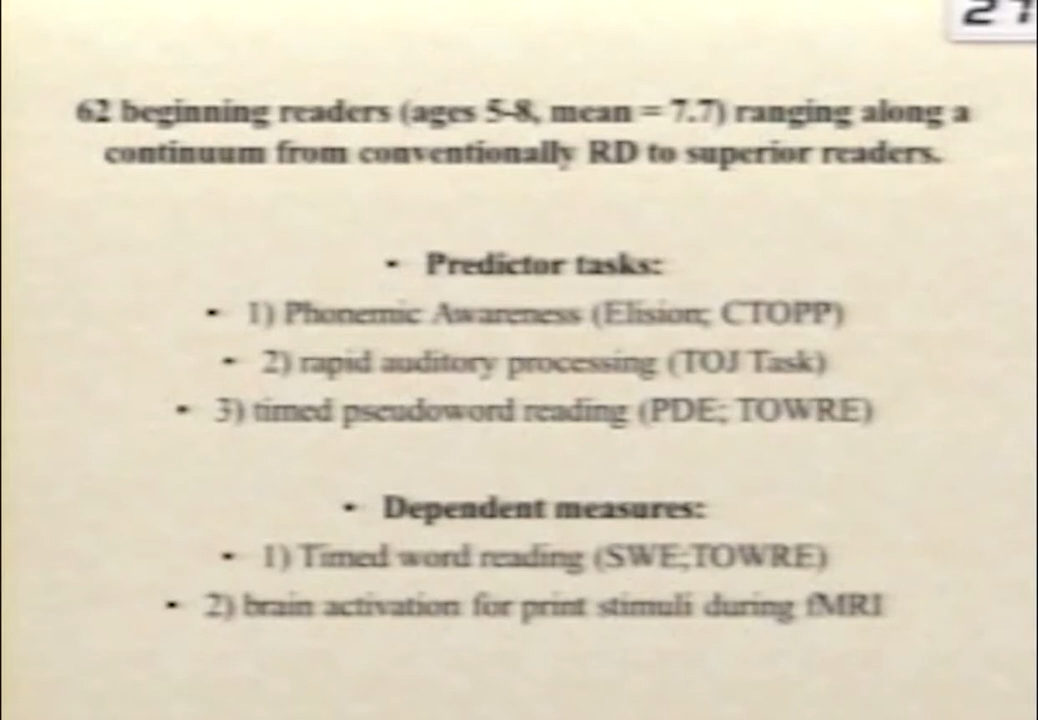 27
62 beginning readers (ages 5-8, mean = 7.7) ranging along a
continuum from conventionally RD to superior readers.
• Predictor tasks:
• 1) Phonemic Awareness (Elision; CTOPP)
• 2) rapid auditory processing (TOJ Task)
• 3) timed pseudoword reading (PDE; TOWRE)
• Dependent measures:
• 1) Timed word reading (SWE;TOWRE)
• 2) brain activation for print stimuli during fMRI